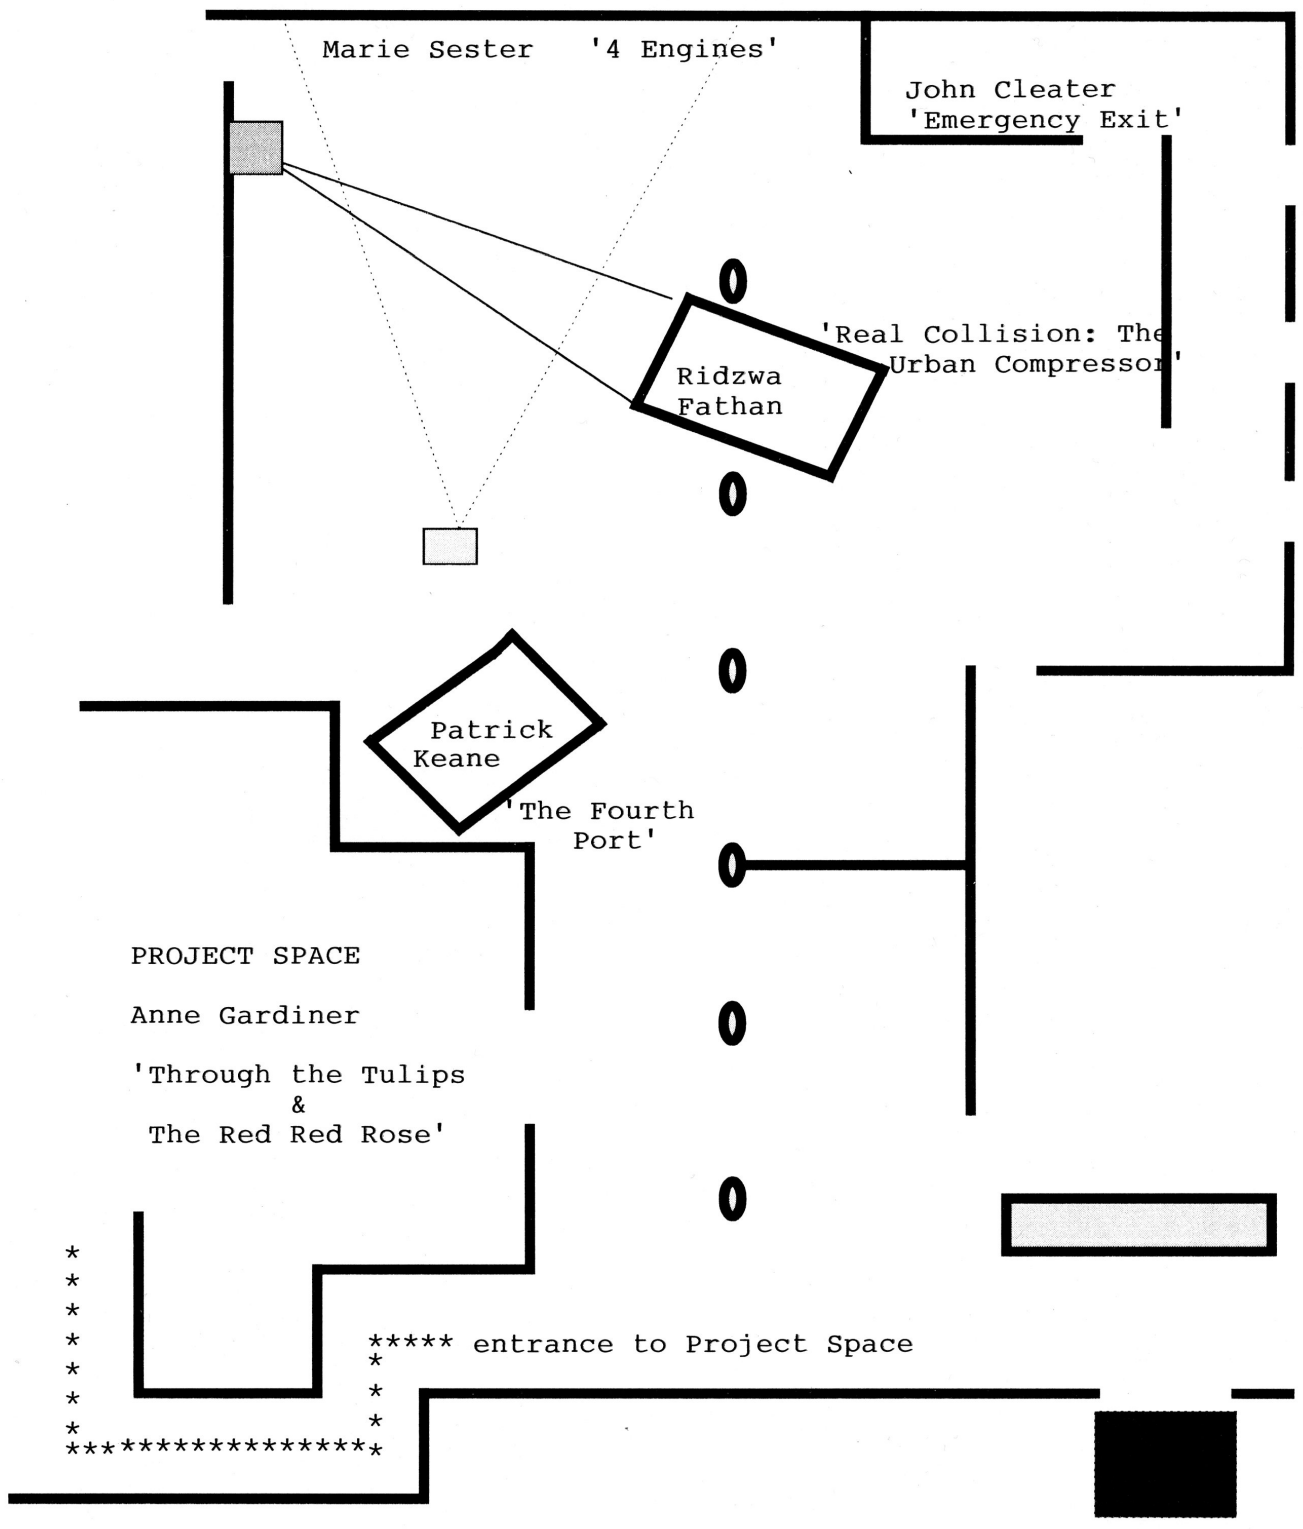 Marie Sester   '4 Engines'
John Cleater
'Emergency Exit'
'Real Collision: The
Urban Compressor'
Ridzwa
Fathan
Patrick
Keane
'The Fourth
Port'
PROJECT SPACE
Anne Gardiner
'Through the Tulips
&
The Red Red Rose'
***** entrance to Project Space